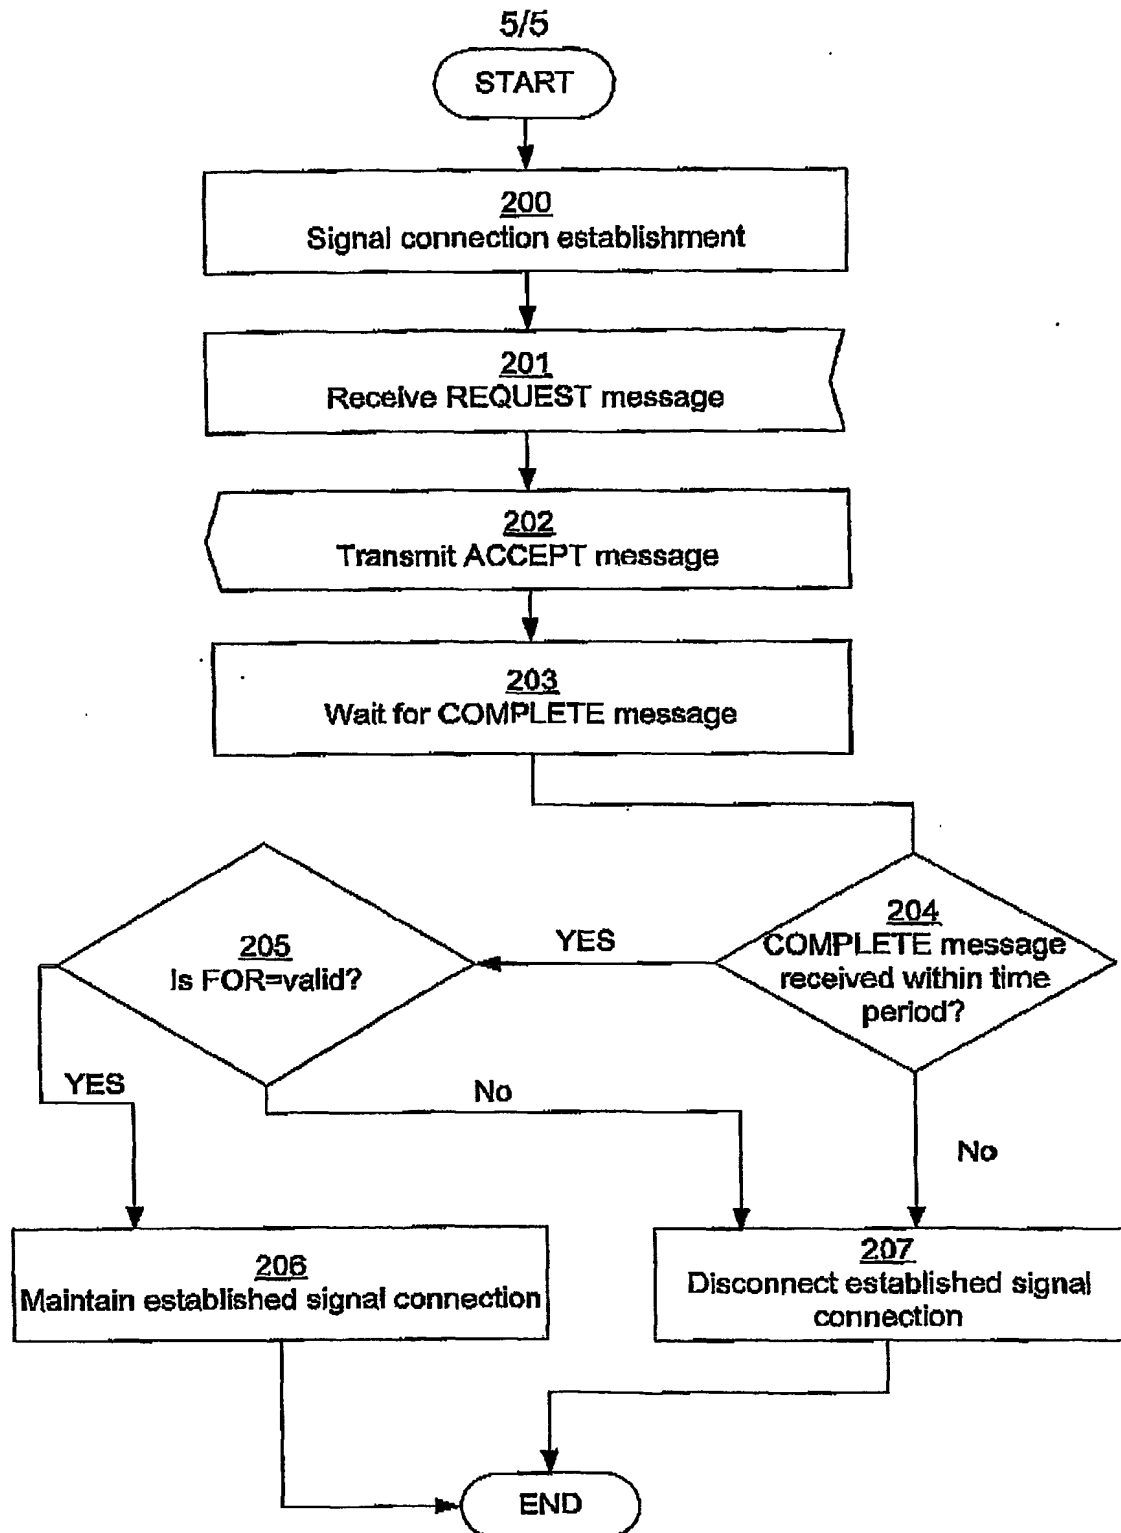 5/5
START
200
Signal connection establishment
201
Receive REQUEST message
202
Transmit ACCEPT message
203
Wait for COMPLETE message
204
COMPLETE message
received within time
period?
YES
205
Is FOR=valid?
YES
No
No
206
Maintain established signal connection
207
Disconnect established signal
connection
END